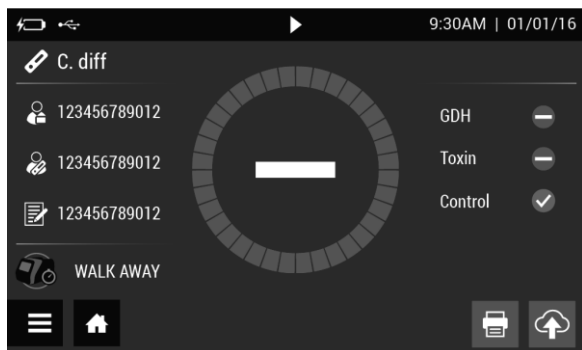 9:30AM | 01/01/16
C. diff
123456789012
123456789012
123456789012
WALK AWAY
GDH
Toxin
Control